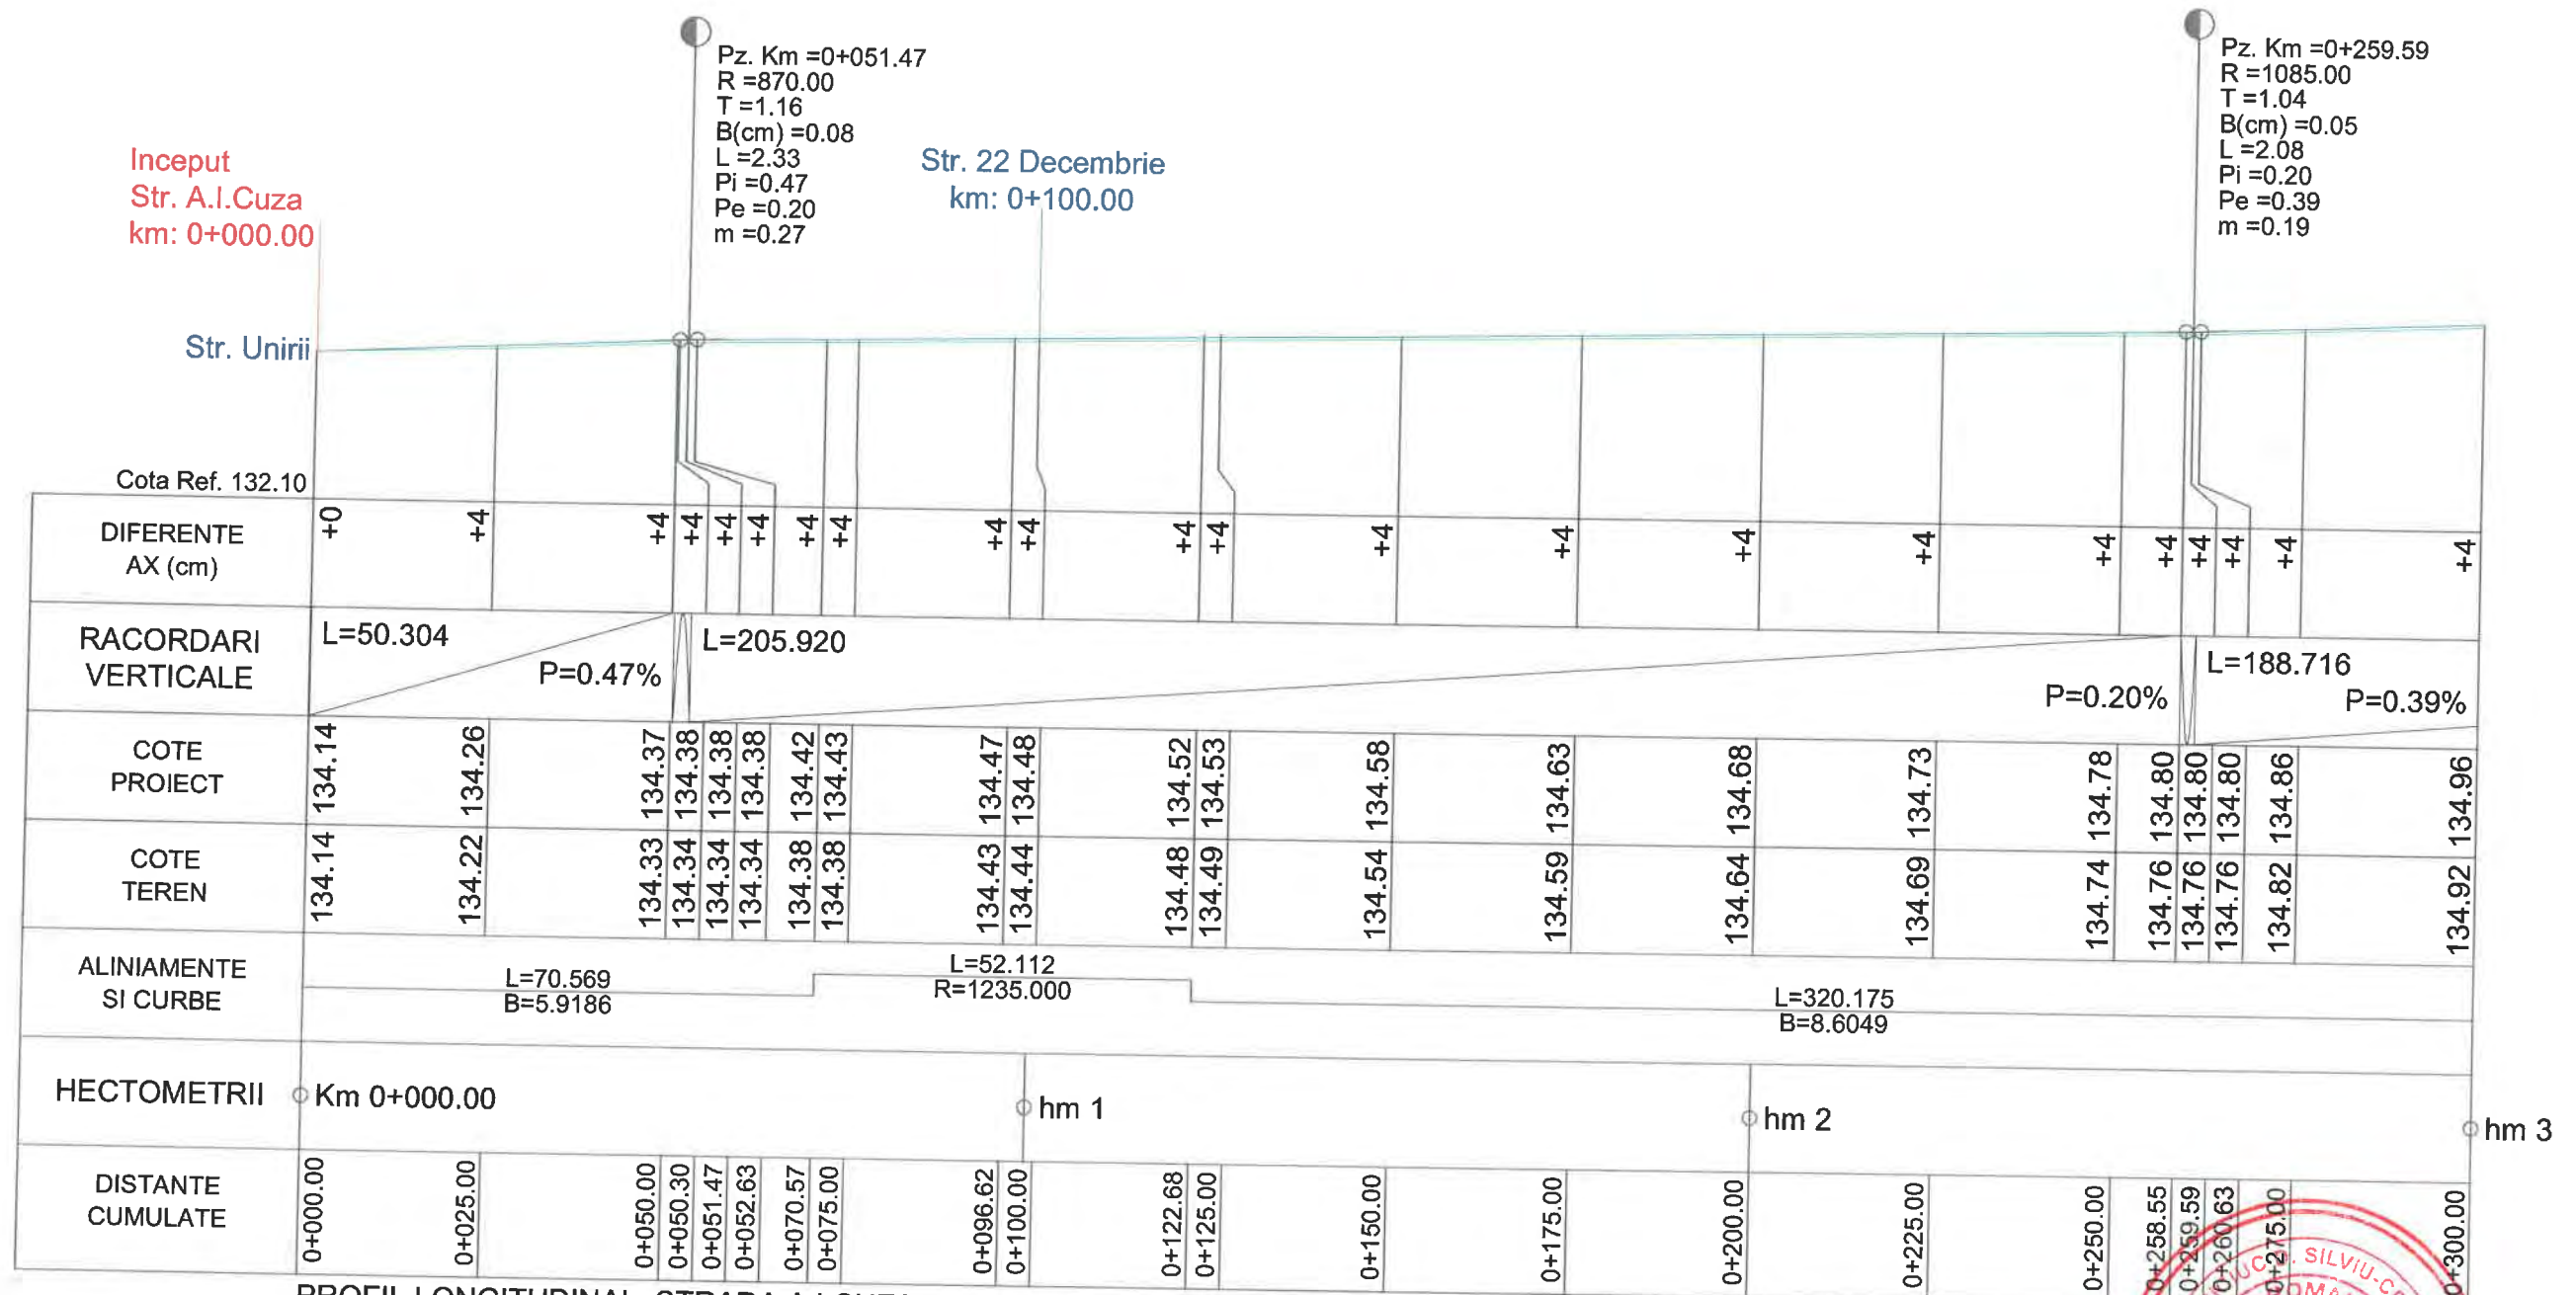 Pz. Km =0+051.47
R =870.00
T =1.16
B(cm) =0.08
L =2.33
Pi =0.47
Pe =0.20
m =0.27
Pz. Km =0+259.59
R =1085.00
T =1.04
B(cm) =0.05
L =2.08
Pi =0.20
Pe =0.39
m =0.19
Inceput
Str. A.I.Cuza
km: 0+000.00
Str. 22 Decembrie
km: 0+100.00
Str. Unirii
Cota Ref. 132.10
DIFERENTE
AX (cm)
+0 +4 +4 +4 +4 +4 +4 +4 +4 +4 +4 +4 +4 +4 +4 +4 +4 +4 +4 +4 +4 +4
RACORDARI
VERTICALE
L=50.304
P=0.47%
L=205.920
P=0.20%
L=188.716
P=0.39%
COTE
PROIECT
134.14 134.26 134.37 134.38 134.38 134.38 134.42 134.43 134.47 134.48 134.52 134.53 134.58 134.63 134.68 134.73 134.78 134.80 134.80 134.80 134.86 134.96
COTE
TEREN
134.14 134.22 134.33 134.34 134.34 134.34 134.38 134.38 134.43 134.44 134.48 134.49 134.54 134.59 134.64 134.69 134.74 134.76 134.76 134.76 134.82 134.92
ALINIAMENTE
SI CURBE
L=70.569
B=5.9186
L=52.112
R=1235.000
L=320.175
B=8.6049
HECTOMETRII
Km 0+000.00
hm 1
hm 2
hm 3
DISTANTE
CUMULATE
0+000.00 0+025.00 0+050.00 0+050.30 0+051.47 0+052.63 0+070.57 0+075.00 0+096.62 0+100.00 0+122.68 0+125.00 0+150.00 0+175.00 0+200.00 0+225.00 0+250.00 0+258.55 0+259.59 0+260.63 0+275.00 0+300.00
SILVIU-C